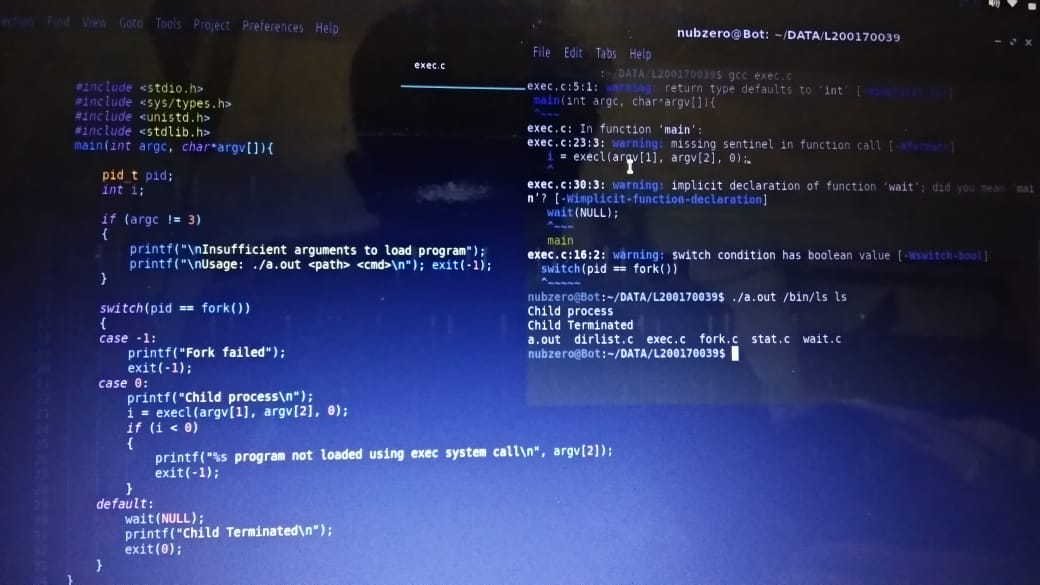 Find View Goto Tools Project Preferences Help
exec.c
#include <stdio.h>
#include <sys/types.h>
#include <unistd.h>
#include <stdlib.h>
main(int argc, char*argv[]){
pid_t pid;
int i;
if (argc != 3)
{
printf("\nInsufficient arguments to load program");
printf("\nUsage: ./a.out <path> <cmd>\n"); exit(-1);
}
switch(pid == fork())
{
case -1:
printf("Fork failed");
exit(-1);
case 0:
printf("Child process\n");
i = execl(argv[1], argv[2], 0);
if (i < 0)
{
printf("%s program not loaded using exec system call\n", argv[2]);
exit(-1);
}
default:
wait(NULL);
printf("Child Terminated\n");
exit(0);
}
}
nubzero@Bot: ~/DATA/L200170039
File Edit Tabs Help
:~/DATA/L200170039$ gcc exec.c
exec.c:5:1: warning: return type defaults to ‘int’
main(int argc, char*argv[]){
^~~~
exec.c: In function ‘main’:
exec.c:23:3: warning: missing sentinel in function call [-Wformat=]
i = execl(argv[1], argv[2], 0);
^
exec.c:30:3: warning: implicit declaration of function ‘wait’; did you mean ‘mai
n’? [-Wimplicit-function-declaration]
wait(NULL);
^~~~
main
exec.c:16:2: warning: switch condition has boolean value [-Wswitch-bool]
switch(pid == fork())
^~~~~~
nubzero@Bot:~/DATA/L200170039$ ./a.out /bin/ls ls
Child process
Child Terminated
a.out dirlist.c exec.c fork.c stat.c wait.c
nubzero@Bot:~/DATA/L200170039$